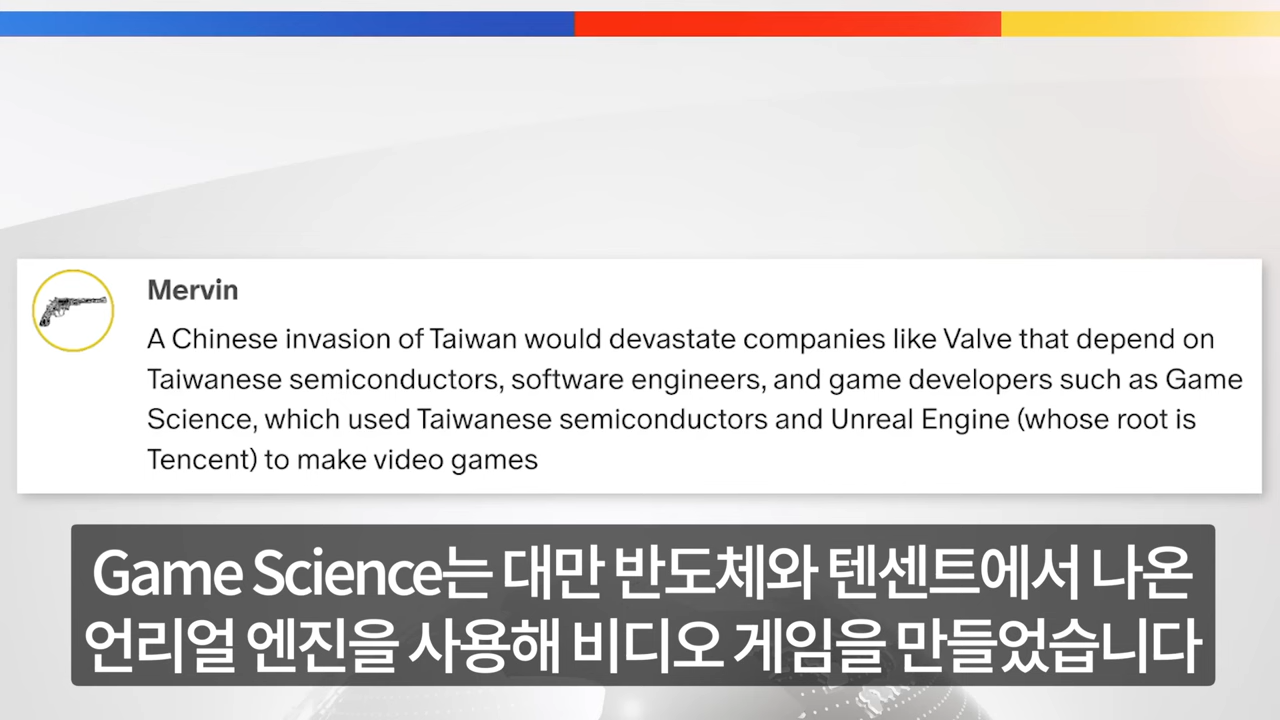 Mervin
A Chinese invasion of Taiwan would devastate companies like Valve that depend on
Taiwanese semiconductors, software engineers, and game developers such as Game
Science, which used Taiwanese semiconductors and Unreal Engine (whose root is
Tencent) to make video games
Game Science는 대만 반도체와 텐센트에서 나온
언리얼 엔진을 사용해 비디오 게임을 만들었습니다